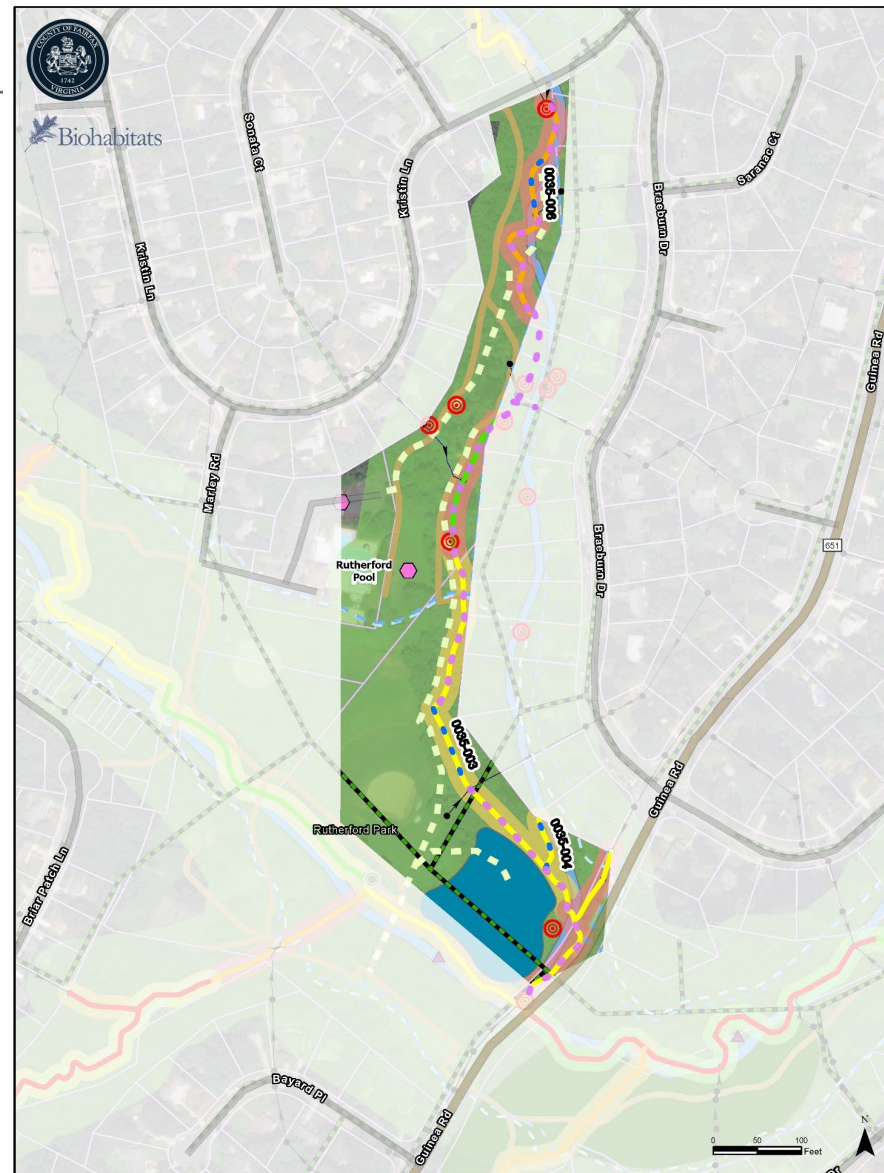 COUNTY OF FAIRFAX
1742
VIRGINIA
Biohabitats
Sonata Ct
Kristin Ln
Kristin Ln
Saranac Ct
Braeburn Dr
0035-006
Guinea Rd
Marley Rd
651
Braeburn Dr
Rutherford
Pool
0035-003
Guinea Rd
Rutherford Park
0035-004
Briar Patch Ln
Bayard Pl
Guinea Rd
N
0 50 100
Feet
Dr